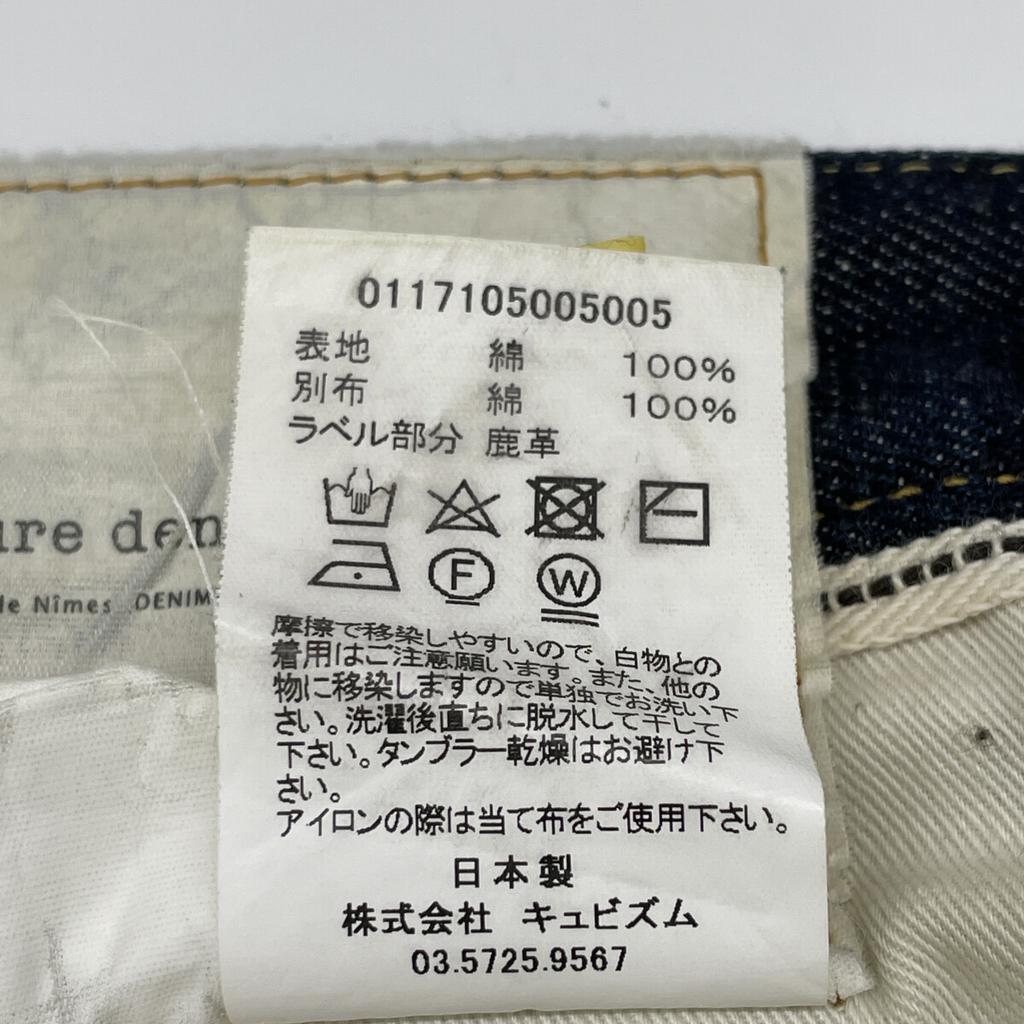 0117105005005
表地 綿 100%
別布 綿 100%
ラベル部分 鹿革
F W
ure den
de Nîmes DENIM
摩擦で移染しやすいので、白物との
着用はご注意願います。また、他の
物に移染しますので単独でお洗い下
さい。洗濯後直ちに脱水して干して
下さい。タンブラー乾燥はお避け下
さい。
アイロンの際は当て布をご使用下さい。
日本製
株式会社 キュビズム
03.5725.9567